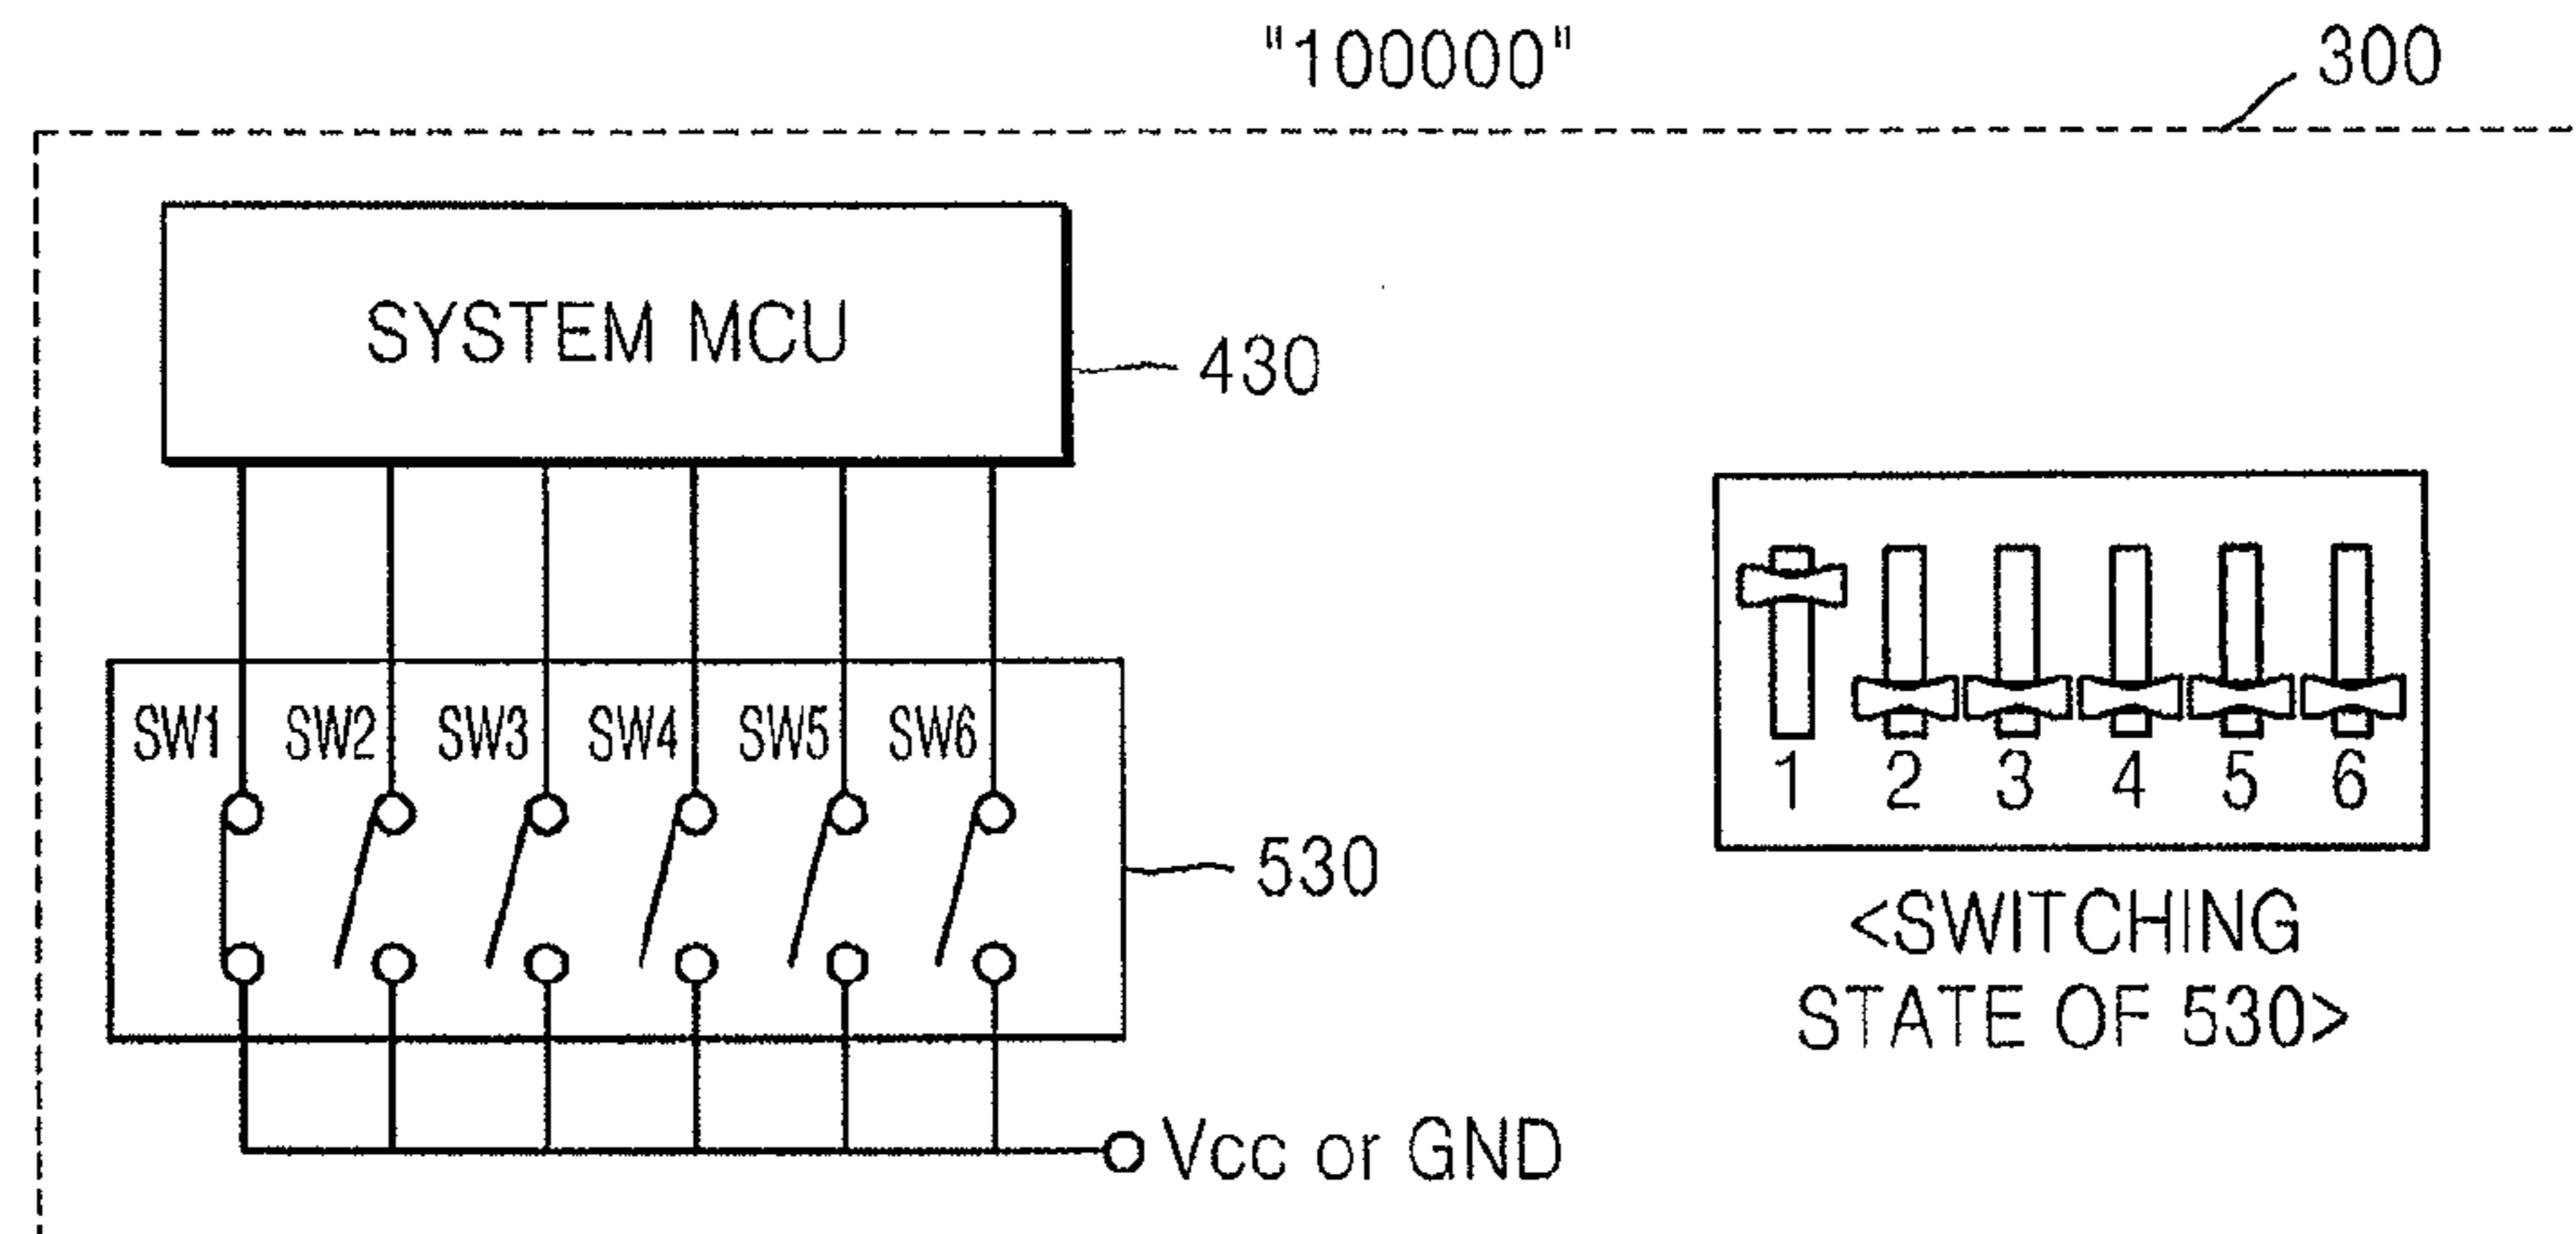 "100000"
300
SYSTEM MCU
430
SW1 SW2 SW3 SW4 SW5 SW6
530
1 2 3 4 5 6
<SWITCHING
STATE OF 530>
Vcc or GND